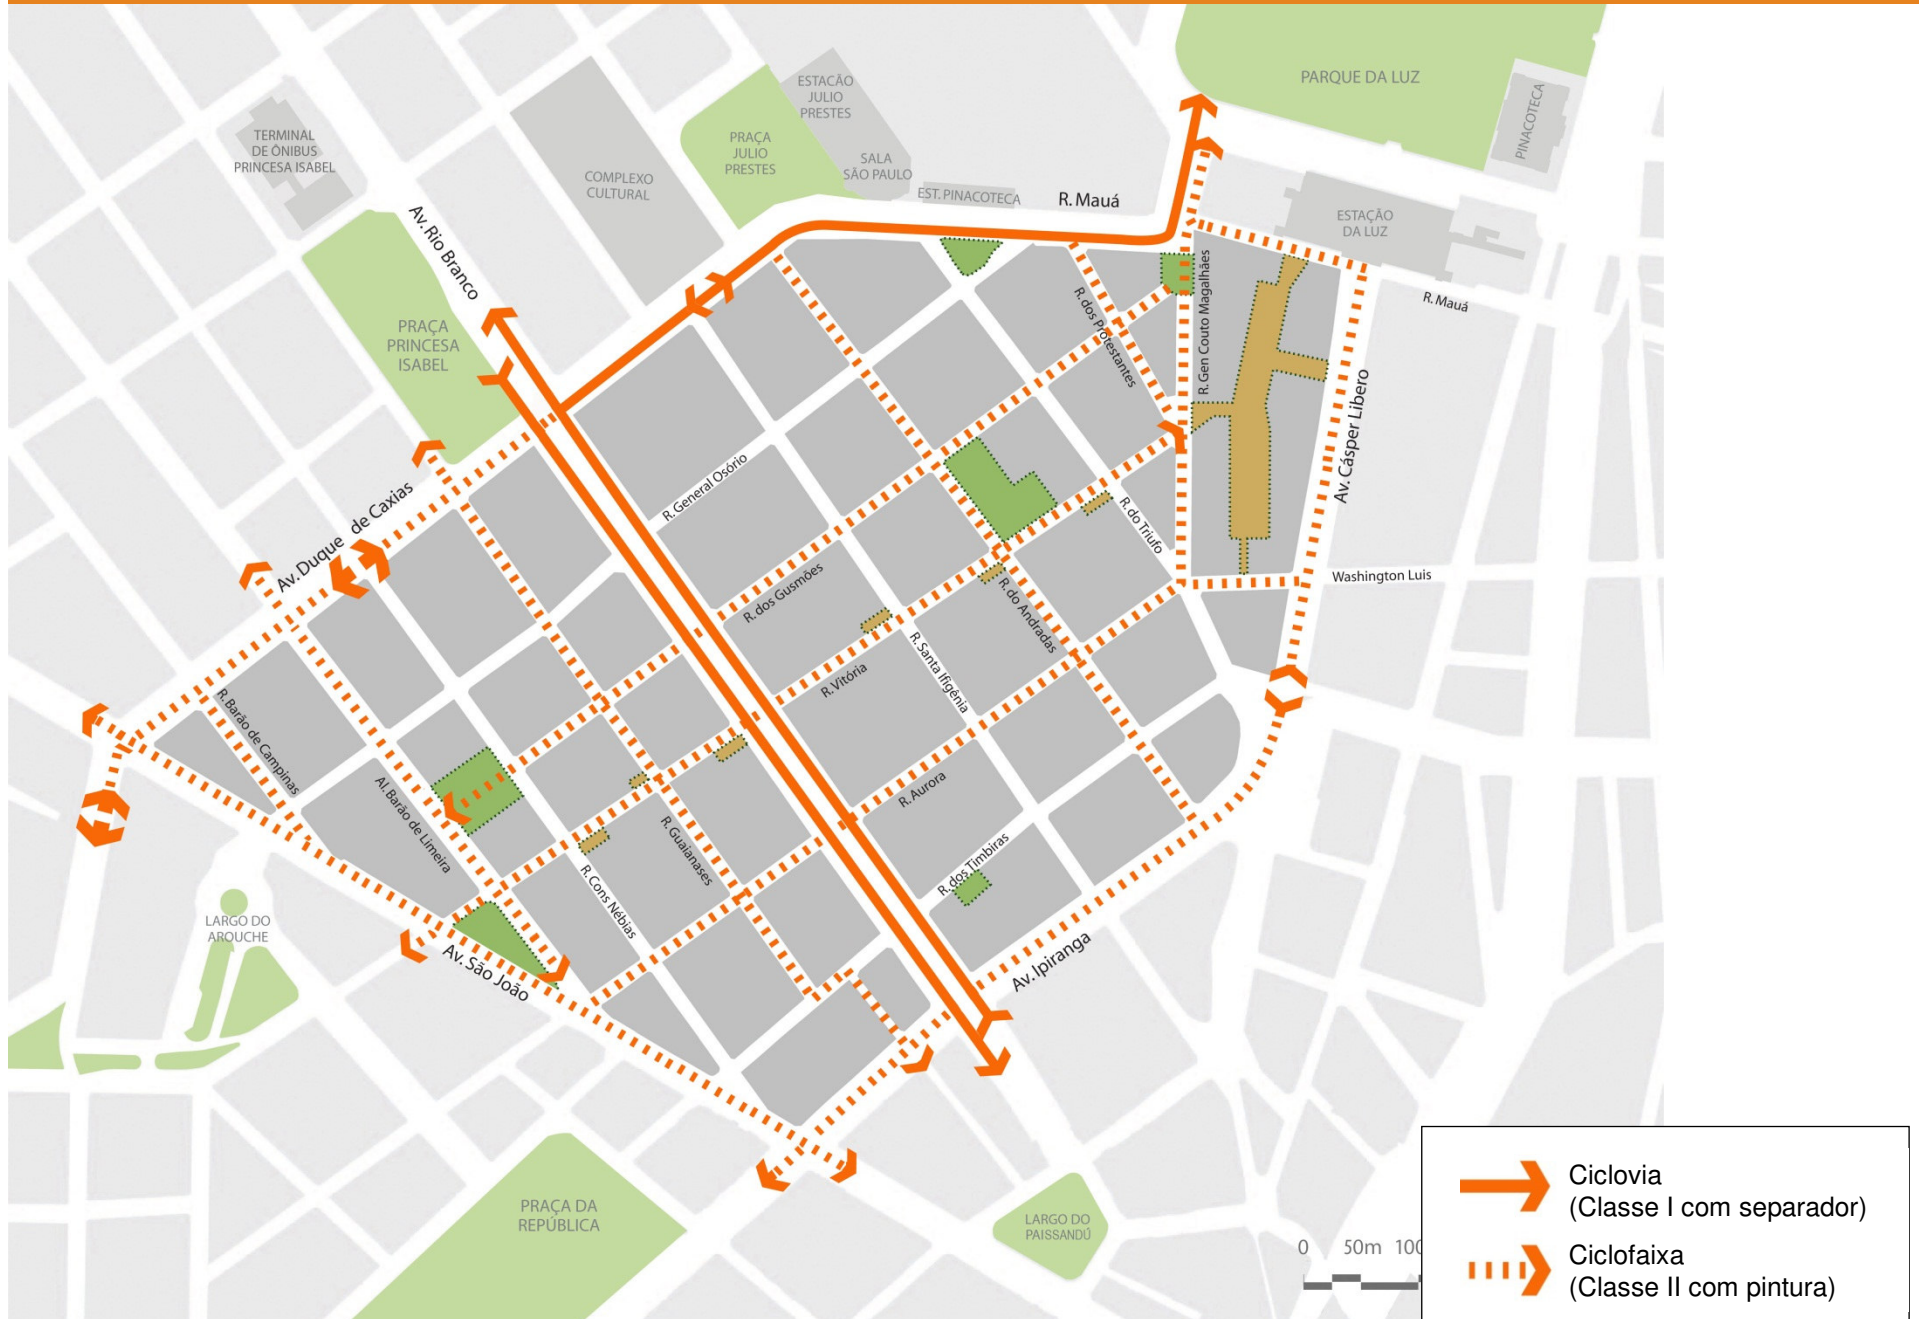 PARQUE DA LUZ
PINACOTECA
ESTACÃO
JULIO
PRESTES
TERMINAL
DE ÔNIBUS
PRINCESA ISABEL
PRAÇA
JULIO
PRESTES
SALA
SÃO PAULO
COMPLEXO
CULTURAL
EST. PINACOTECA
R. Mauá
ESTAÇÃO
DA LUZ
Av. Rio Branco
R. Mauá
R. Gen Couto Magalhães
R. dos Protestantes
PRAÇA
PRINCESA
ISABEL
Av. Cásper Libero
R. General Osório
Av. Duque de Caxias
R. do Triufo
Washington Luis
R. dos Gusmões
R. do Andradas
R. Santa Ifigênia
R. Vitória
R. Barão de Campinas
Al. Barão de Limeira
R. Aurora
R. Guaianases
R. dos Timbiras
R. Cons Nébias
LARGO DO
AROUCHE
Av. São João
Av. Ipiranga
PRAÇA DA
REPÚBLICA
LARGO DO
PAISSANDÚ
0 50m 100
Ciclovia
(Classe I com separador)
Ciclofaixa
(Classe II com pintura)